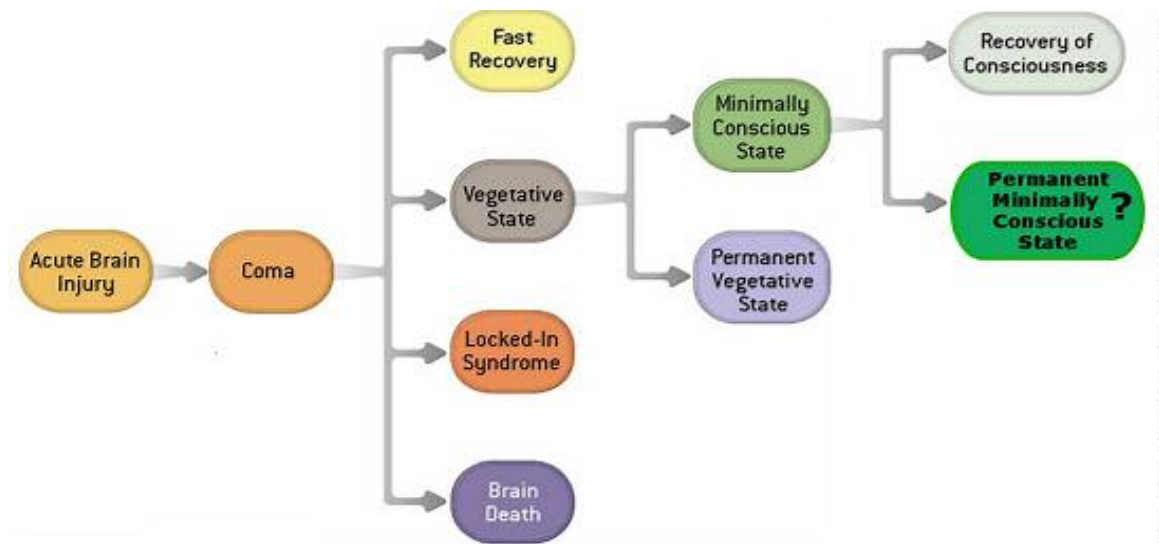 Acute Brain
Injury
Coma
Fast
Recovery
Vegetative
State
Locked-In
Syndrome
Brain
Death
Minimally
Conscious
State
Permanent
Vegetative
State
Recovery of
Consciousness
Permanent
Minimally
Conscious ?
State